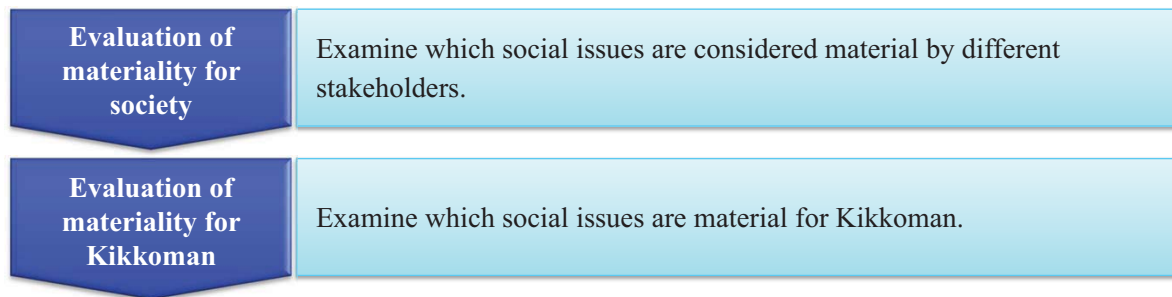 Evaluation of
materiality for
society
Examine which social issues are considered material by different
stakeholders.
Evaluation of
materiality for
Kikkoman
Examine which social issues are material for Kikkoman.